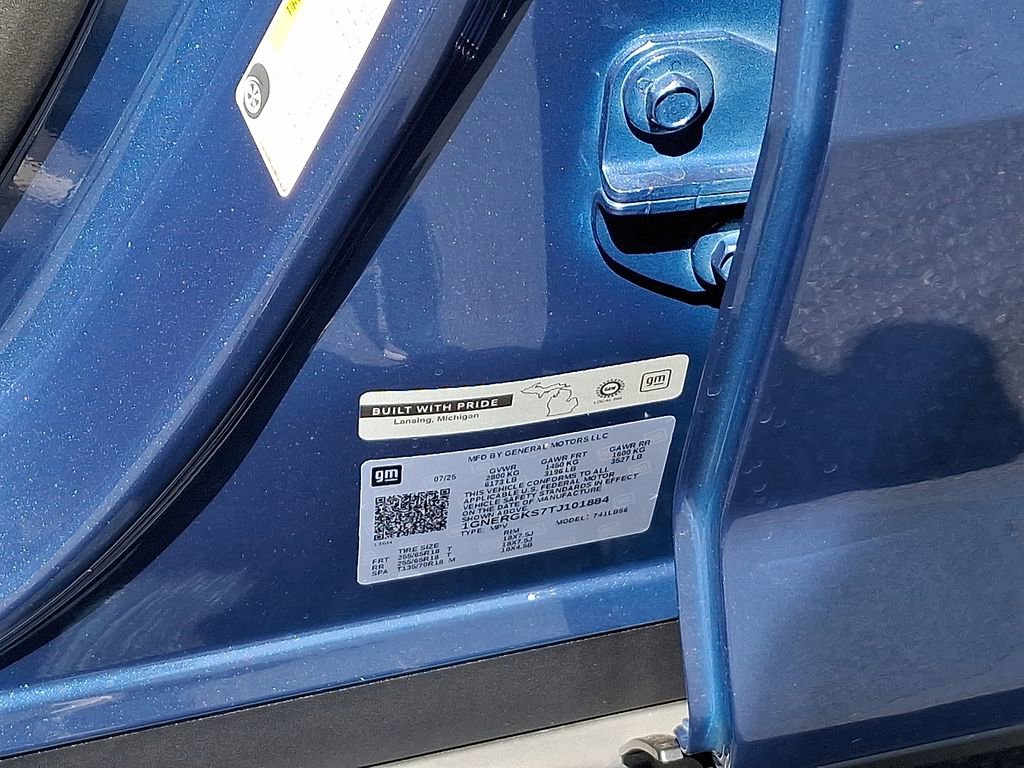 BUILT WITH PRIDE
Lansing, Michigan
gm
MFD BY GENERAL MOTORS LLC
gm
07/25
GVWR GAWR FRT GAWR RR
2800 KG 1450 KG 1600 KG
6173 LB 3196 LB 3527 LB
THIS VEHICLE CONFORMS TO ALL
APPLICABLE U.S. FEDERAL MOTOR
VEHICLE SAFETY STANDARDS IN EFFECT
ON THE DATE OF MANUFACTURE
SHOWN ABOVE.
1GNERGKS7TJ101884
TYPE: MPV MODEL: 741LB56
TIRE SIZE RIM
FRT 255/65R18 T 18X7.5J
RR 255/65R18 T 18X7.5J
SPA T135/70R18 M 18X4.5B